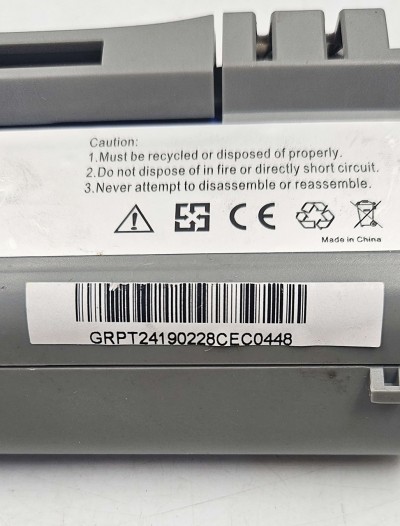 Caution:
1.Must be recycled or disposed of properly.
2.Do not dispose of in fire or directly short circuit.
3.Never attempt to disassemble or reassemble.
CE
Made in China
GRPT24190228CEC0448